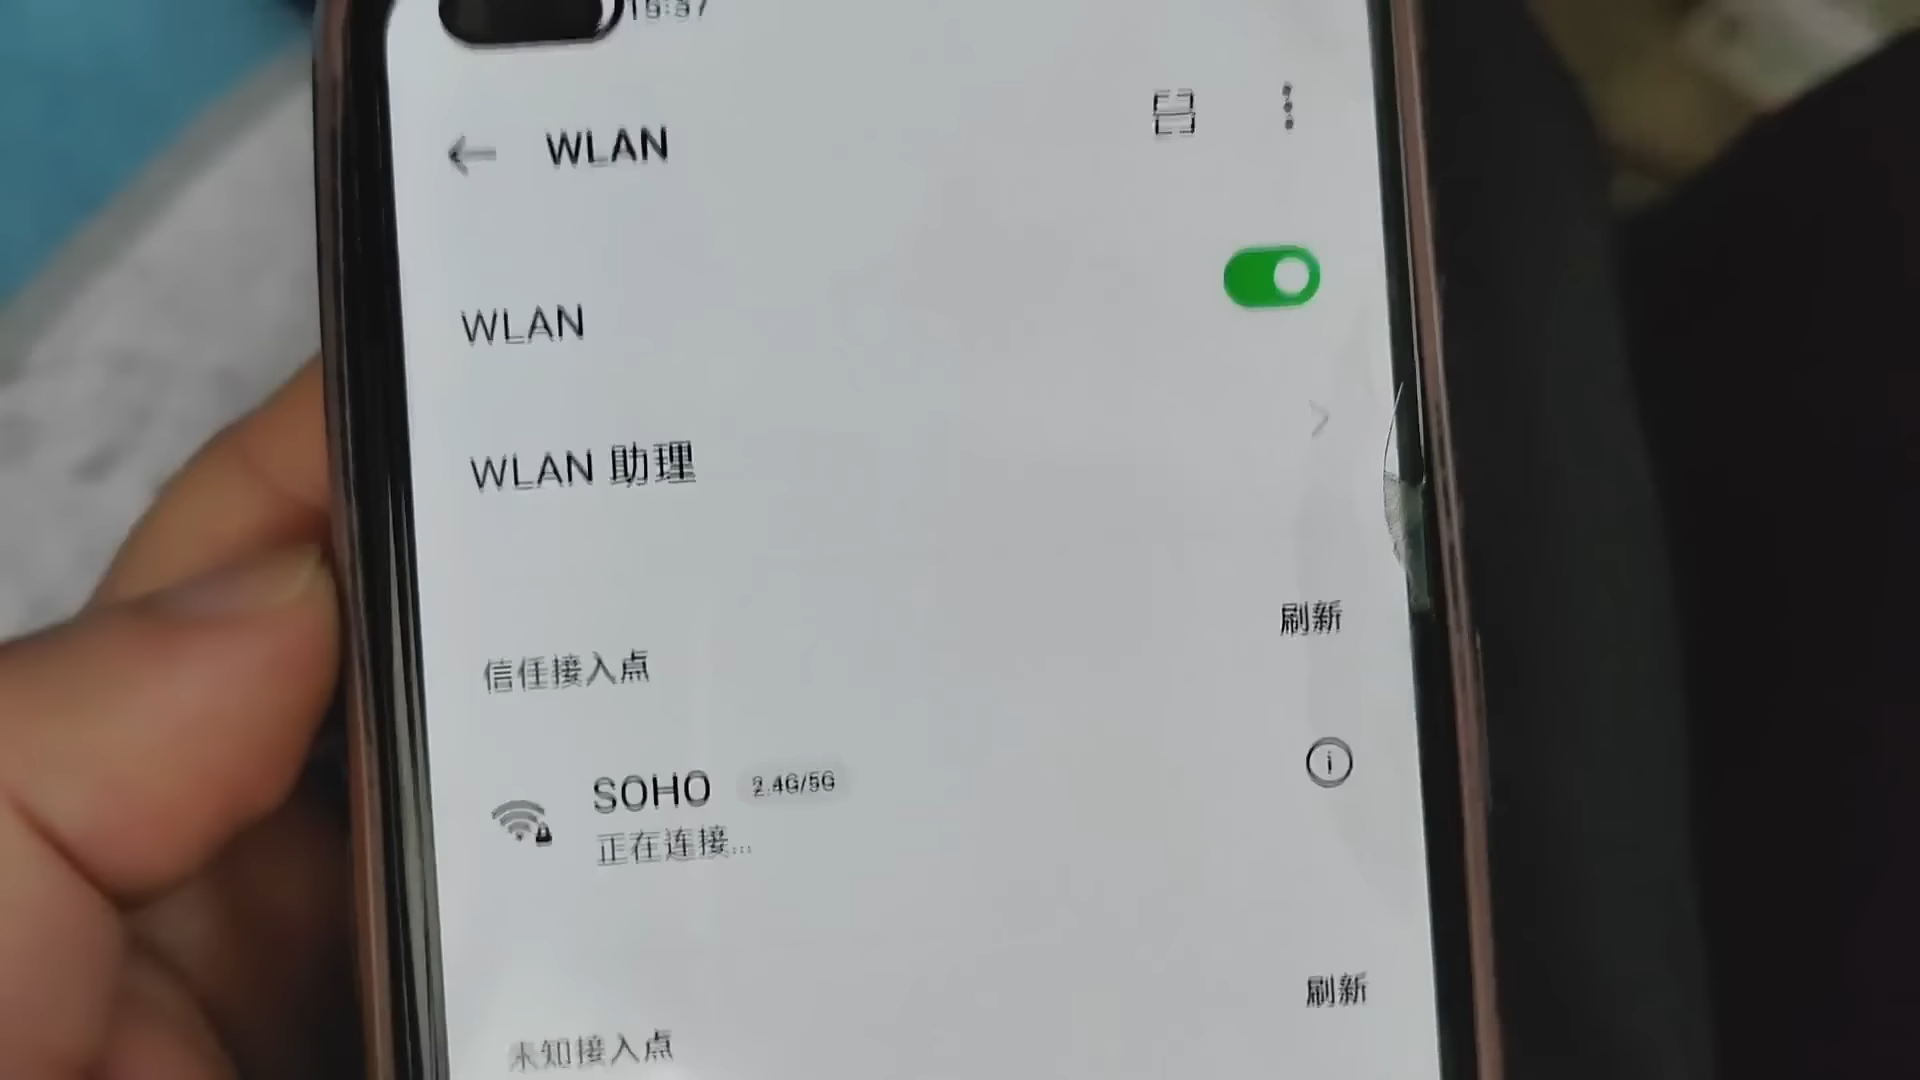 WLAN
WLAN
WLAN 助理
刷新
信任接入点
SOHO 2.4G/5G
正在连接...
刷新
未知接入点